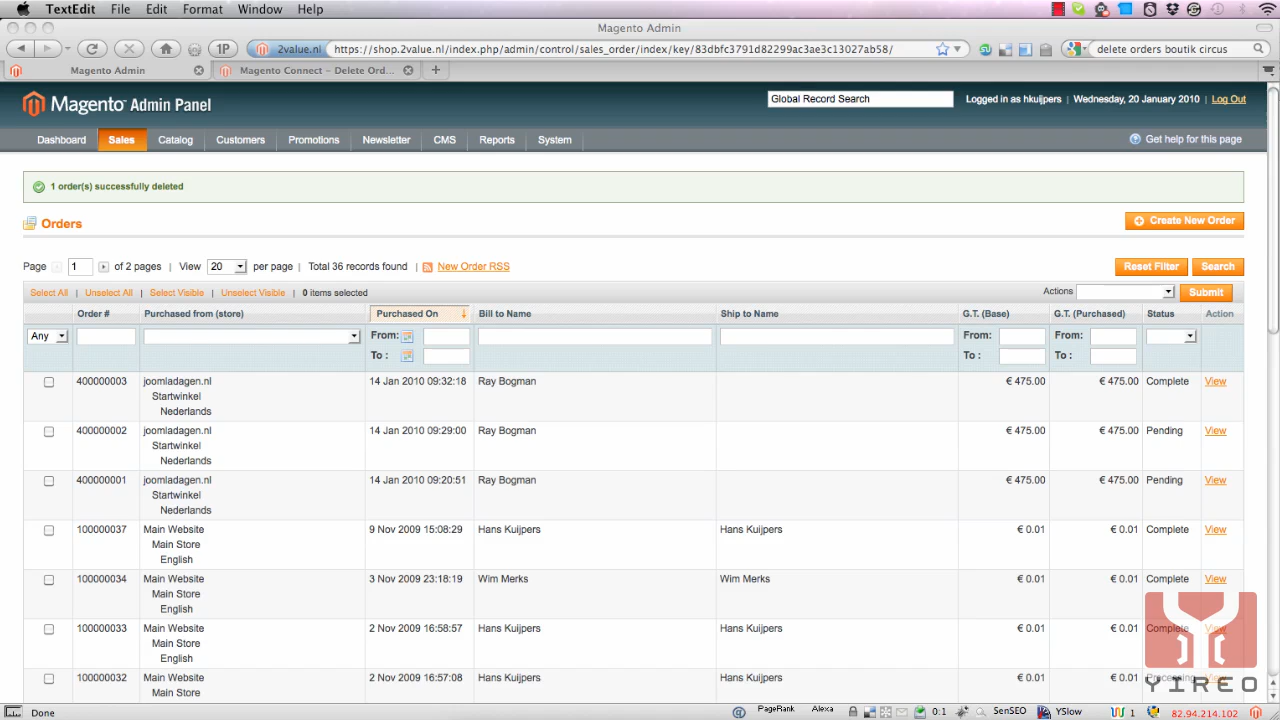 TextEdit File Edit Format Window Help
Magento Admin
1P 2value.nl https://shop.2value.nl/index.php/admin/control/sales_order/index/key/83dbfc3791d82299ac3ae3c13027ab58/ delete orders boutik circus
Magento Admin Magento Connect – Delete Ord...
Magento Admin Panel Global Record Search Logged in as hkuijpers | Wednesday, 20 January 2010 | Log Out
Dashboard Sales Catalog Customers Promotions Newsletter CMS Reports System Get help for this page
1 order(s) successfully deleted
Orders Create New Order
Page 1 of 2 pages | View 20 per page | Total 36 records found | New Order RSS Reset Filter Search
Select All | Unselect All | Select Visible | Unselect Visible | 0 items selected Actions Submit
Order # Purchased from (store) Purchased On Bill to Name Ship to Name G.T. (Base) G.T. (Purchased) Status Action
Any From: From: From:
To : To : To :
400000003 joomladagen.nl 14 Jan 2010 09:32:18 Ray Bogman € 475.00 € 475.00 Complete View
Startwinkel
Nederlands
400000002 joomladagen.nl 14 Jan 2010 09:29:00 Ray Bogman € 475.00 € 475.00 Pending View
Startwinkel
Nederlands
400000001 joomladagen.nl 14 Jan 2010 09:20:51 Ray Bogman € 475.00 € 475.00 Pending View
Startwinkel
Nederlands
100000037 Main Website 9 Nov 2009 15:08:29 Hans Kuijpers Hans Kuijpers € 0.01 € 0.01 Complete View
Main Store
English
100000034 Main Website 3 Nov 2009 23:18:19 Wim Merks Wim Merks € 0.01 € 0.01 Complete View
Main Store
English
100000033 Main Website 2 Nov 2009 16:58:57 Hans Kuijpers Hans Kuijpers € 0.01 € 0.01 Complete View
Main Store
English
100000032 Main Website 2 Nov 2009 16:57:08 Hans Kuijpers Hans Kuijpers € 0.01 € 0.01 Processing
Main Store
YIREO
Done PageRank Alexa 0:1 SenSEO YSlow 1 82.94.214.102